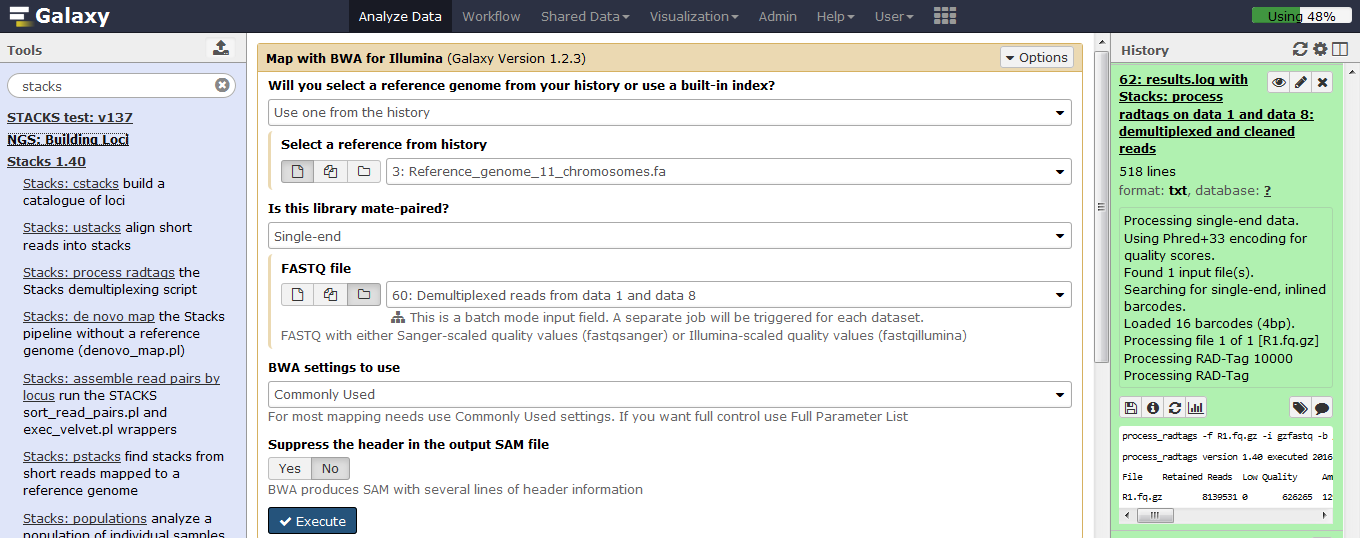 Galaxy
Analyze Data
Workflow
Shared Data
Visualization
Admin
Help
User
Using 48%
Tools
stacks
STACKS test: v137
NGS: Building Loci
Stacks 1.40
Stacks: cstacks build a
catalogue of loci
Stacks: ustacks align short
reads into stacks
Stacks: process radtags the
Stacks demultiplexing script
Stacks: de novo map the Stacks
pipeline without a reference
genome (denovo_map.pl)
Stacks: assemble read pairs by
locus run the STACKS
sort_read_pairs.pl and
exec_velvet.pl wrappers
Stacks: pstacks find stacks from
short reads mapped to a
reference genome
Stacks: populations analyze a
population of individual samples
Map with BWA for Illumina (Galaxy Version 1.2.3)
Options
Will you select a reference genome from your history or use a built-in index?
Use one from the history
Select a reference from history
3: Reference_genome_11_chromosomes.fa
Is this library mate-paired?
Single-end
FASTQ file
60: Demultiplexed reads from data 1 and data 8
This is a batch mode input field. A separate job will be triggered for each dataset.
FASTQ with either Sanger-scaled quality values (fastqsanger) or Illumina-scaled quality values (fastqillumina)
BWA settings to use
Commonly Used
For most mapping needs use Commonly Used settings. If you want full control use Full Parameter List
Suppress the header in the output SAM file
Yes No
BWA produces SAM with several lines of header information
Execute
History
62: results.log with
Stacks: process
radtags on data 1 and data 8:
demultiplexed and cleaned
reads
518 lines
format: txt, database: ?
Processing single-end data.
Using Phred+33 encoding for
quality scores.
Found 1 input file(s).
Searching for single-end, inlined
barcodes.
Loaded 16 barcodes (4bp).
Processing file 1 of 1 [R1.fq.gz]
Processing RAD-Tag 10000
Processing RAD-Tag
process_radtags -f R1.fq.gz -i gzfastq -b
process_radtags version 1.40 executed 2016
File Retained Reads Low Quality Am
R1.fq.gz 8139531 0 626265 12